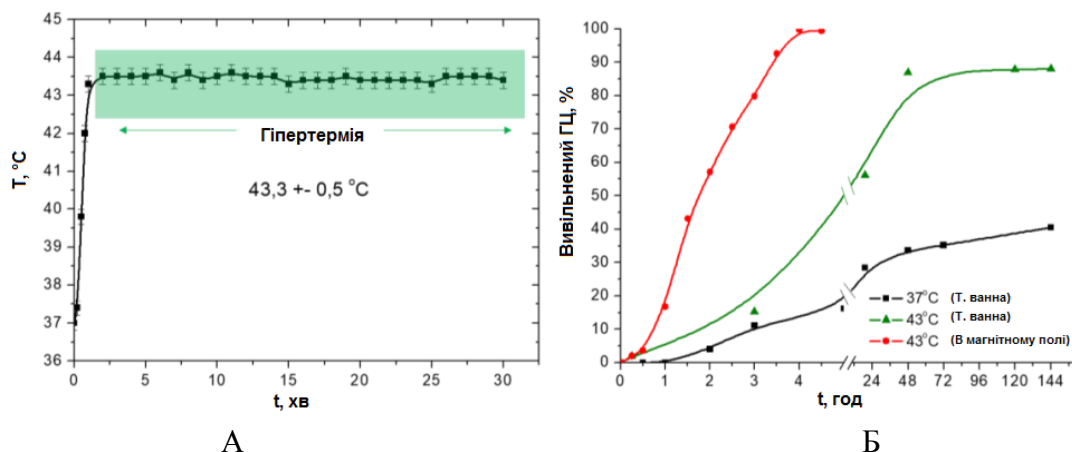 45
44
43
42
41
40
39
38
37
36
T, °C
Гіпертермія
43,3 +- 0,5 °C
0 5 10 15 20 25 30
t, хв
А
100
90
80
70
60
50
40
30
20
10
0
Вивільнений ГЦ, %
37°C (Т. ванна)
43°C (Т. ванна)
43°C (В магнітному полі)
0 1 2 3 4 24 48 72 96 120 144
t, год
Б